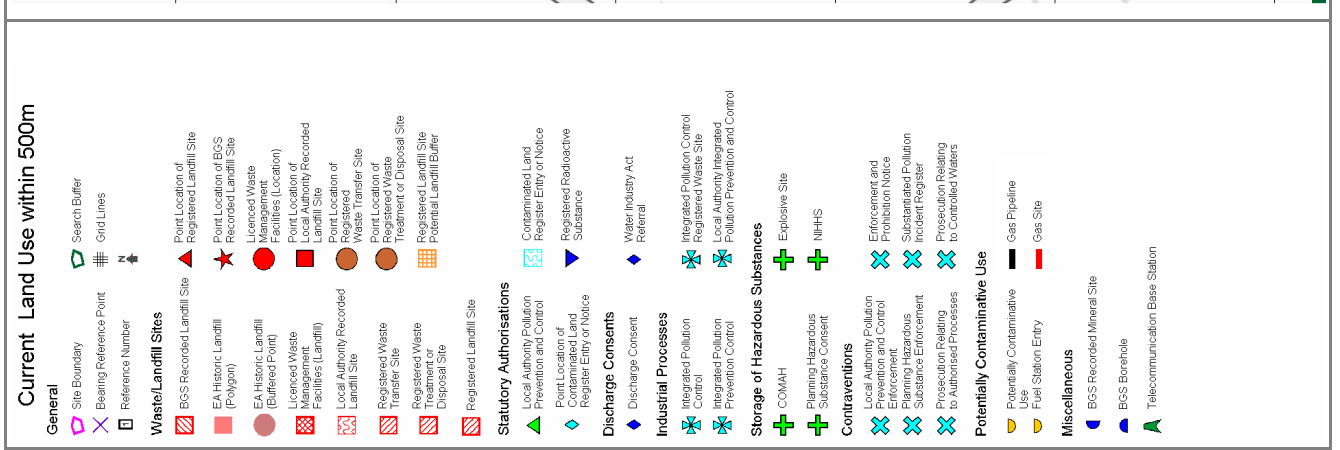 Current Land Use within 500m
General
Site Boundary
Search Buffer
Bearing Reference Point
Grid Lines
1
Reference Number
N
Waste/Landfill Sites
BGS Recorded Landfill Site
Point Location of
Registered Landfill Site
EA Historic Landfill
(Polygon)
Point Location of BGS
Recorded Landfill Site
EA Historic Landfill
(Buffered Point)
Licenced Waste
Management
Facilities (Location)
Licenced Waste
Management
Facilities (Landfill)
Point Location of
Local Authority Recorded
Landfill Site
Local Authority Recorded
Landfill Site
Point Location of
Registered
Waste Transfer Site
Registered Waste
Transfer Site
Point Location of
Registered Waste
Treatment or Disposal Site
Registered Waste
Treatment or
Disposal Site
Registered Landfill Site
Potential Landfill Buffer
Registered Landfill Site
Statutory Authorisations
Local Authority Pollution
Prevention and Control
Contaminated Land
Register Entry or Notice
Point Location of
Contaminated Land
Register Entry or Notice
Registered Radioactive
Substance
Discharge Consents
Discharge Consent
Water Industry Act
Referral
Industrial Processes
Integrated Pollution
Control
Integrated Pollution Control
Registered Waste Site
Integrated Pollution
Prevention Control
Local Authority Integrated
Pollution Prevention and Control
Storage of Hazardous Substances
COMAH
Explosive Site
Planning Hazardous
Substance Consent
NIHHS
Contraventions
Local Authority Pollution
Prevention and Control
Enforcement
Enforcement and
Prohibition Notice
Planning Hazardous
Substance Enforcement
Substantiated Pollution
Incident Register
Prosecution Relating
to Authorised Processes
Prosecution Relating
to Controlled Waters
Potentially Contaminative Use
Potentially Contaminative
Use
Gas Pipeline
Fuel Station Entry
Gas Site
Miscellaneous
BGS Recorded Mineral Site
BGS Borehole
Telecommunication Base Station